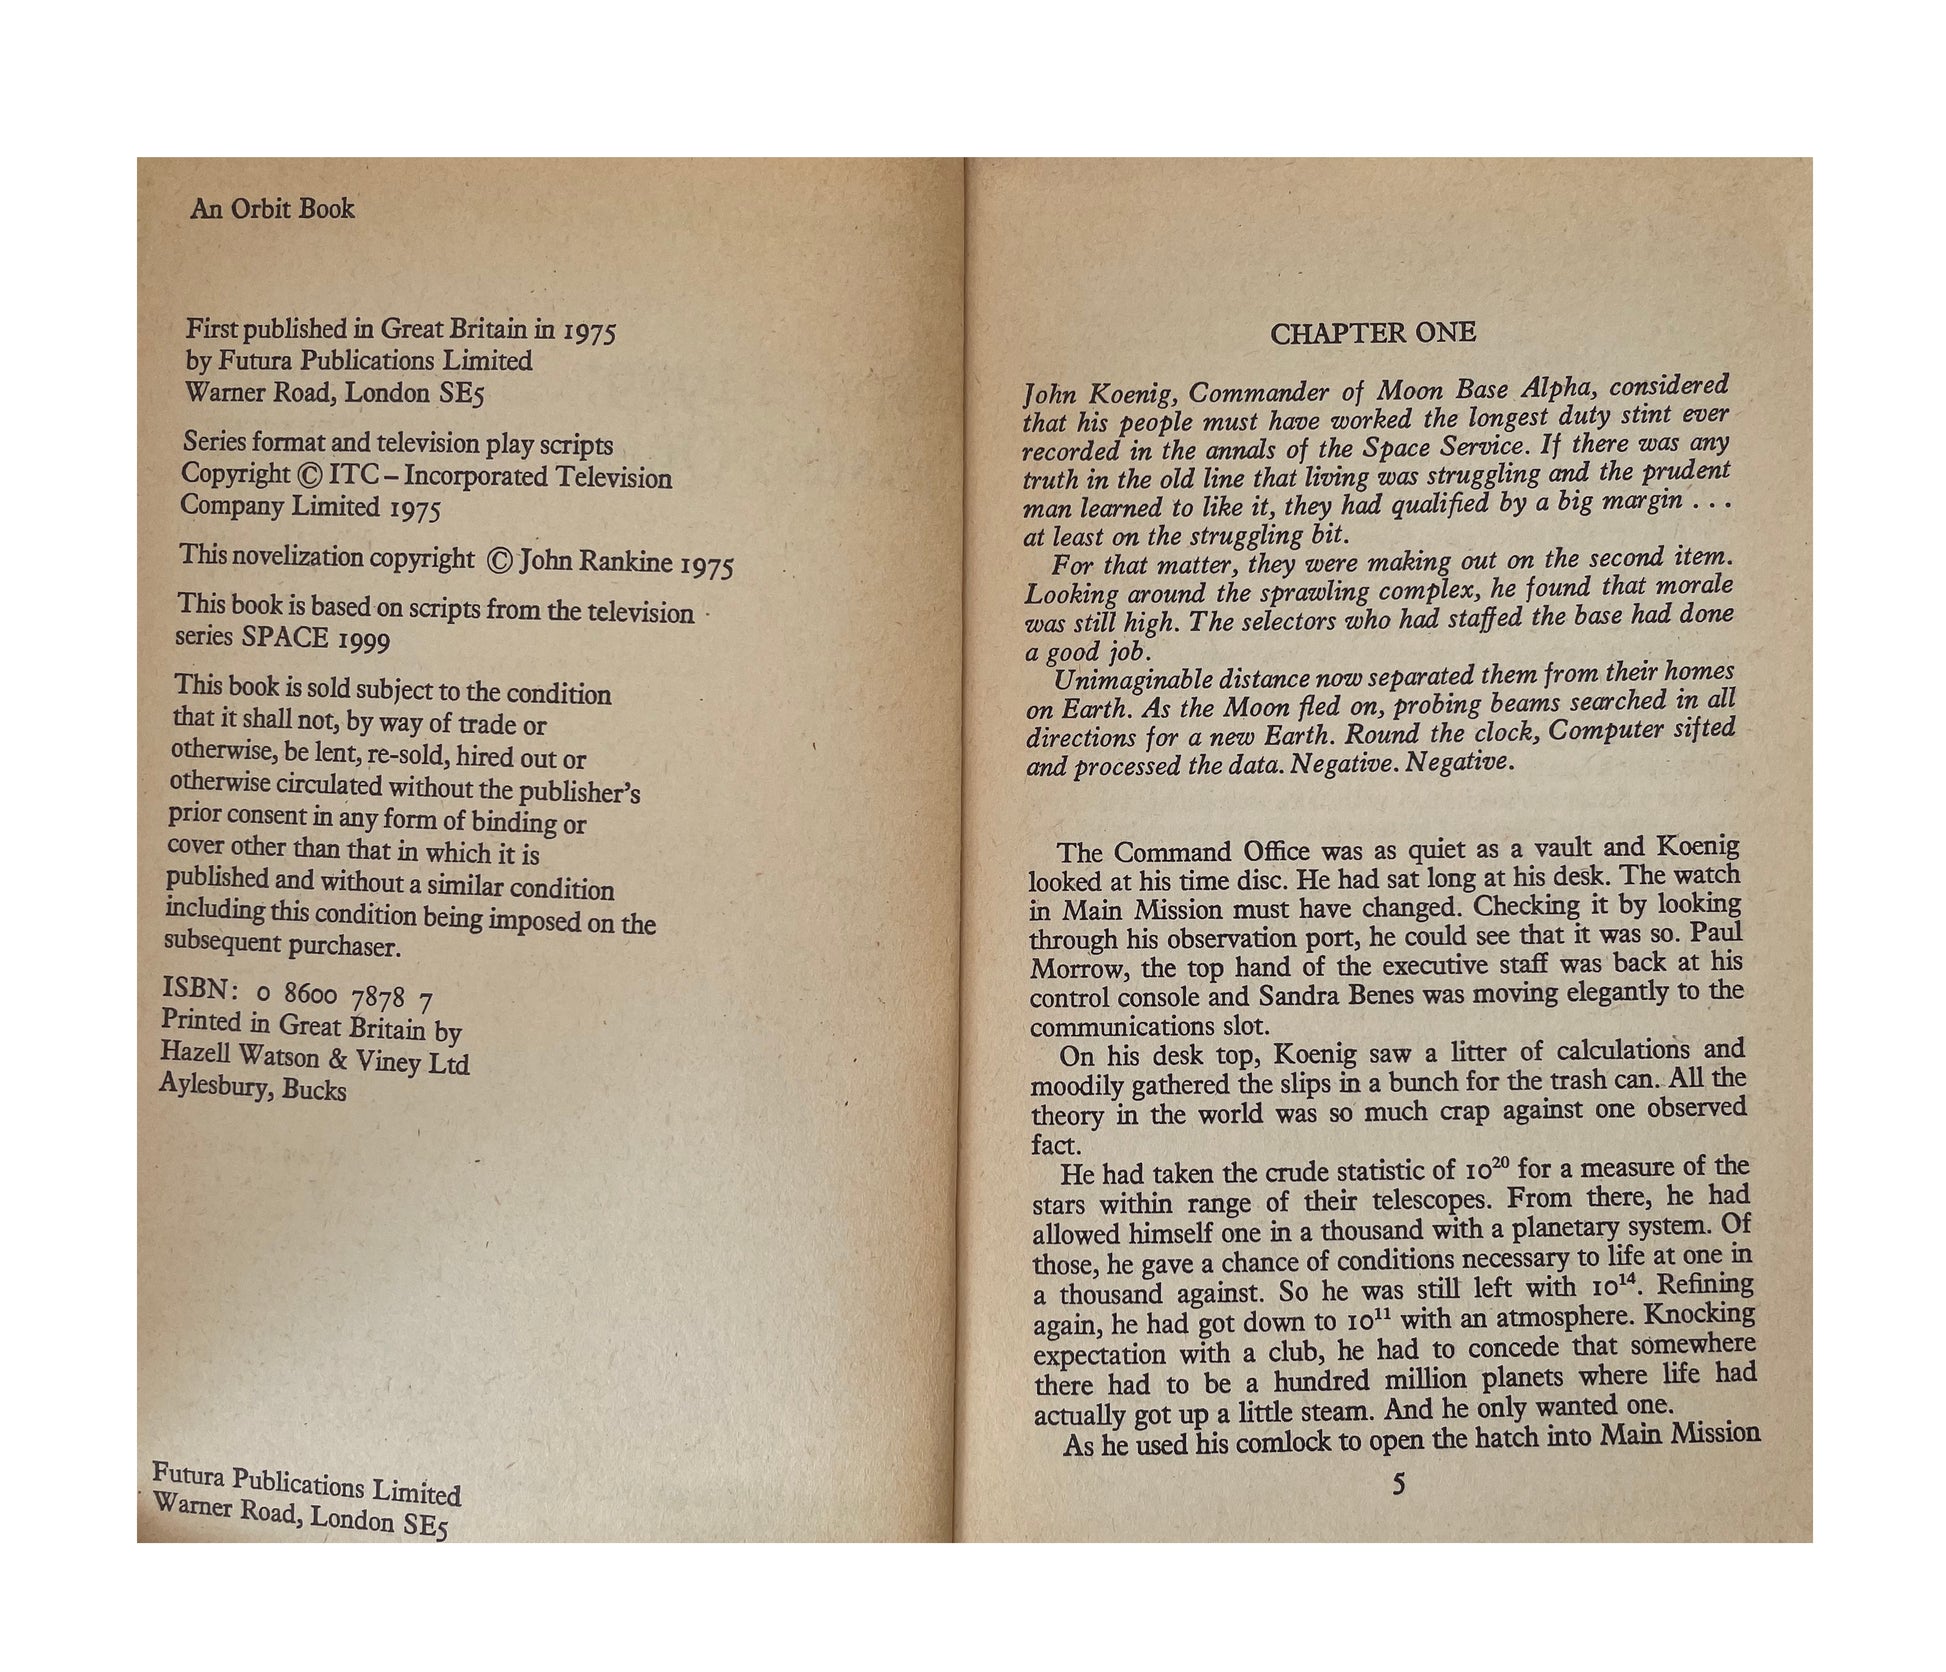 An Orbit Book
First published in Great Britain in 1975
by Futura Publications Limited
Warner Road, London SE5
Series format and television play scripts
Copyright © ITC – Incorporated Television
Company Limited 1975
This novelization copyright © John Rankine 1975
This book is based on scripts from the television
series SPACE 1999
This book is sold subject to the condition
that it shall not, by way of trade or
otherwise, be lent, re-sold, hired out or
otherwise circulated without the publisher's
prior consent in any form of binding or
cover other than that in which it is
published and without a similar condition
including this condition being imposed on the
subsequent purchaser.
ISBN: 0 8600 7878 7
Printed in Great Britain by
Hazell Watson & Viney Ltd
Aylesbury, Bucks
Futura Publications Limited
Warner Road, London SE5
CHAPTER ONE
John Koenig, Commander of Moon Base Alpha, considered
that his people must have worked the longest duty stint ever
recorded in the annals of the Space Service. If there was any
truth in the old line that living was struggling and the prudent
man learned to like it, they had qualified by a big margin . . .
at least on the struggling bit.
For that matter, they were making out on the second item.
Looking around the sprawling complex, he found that morale
was still high. The selectors who had staffed the base had done
a good job.
Unimaginable distance now separated them from their homes
on Earth. As the Moon fled on, probing beams searched in all
directions for a new Earth. Round the clock, Computer sifted
and processed the data. Negative. Negative.
The Command Office was as quiet as a vault and Koenig
looked at his time disc. He had sat long at his desk. The watch
in Main Mission must have changed. Checking it by looking
through his observation port, he could see that it was so. Paul
Morrow, the top hand of the executive staff was back at his
control console and Sandra Benes was moving elegantly to the
communications slot.
On his desk top, Koenig saw a litter of calculations and
moodily gathered the slips in a bunch for the trash can. All the
theory in the world was so much crap against one observed
fact.
He had taken the crude statistic of 10²⁰ for a measure of the
stars within range of their telescopes. From there, he had
allowed himself one in a thousand with a planetary system. Of
those, he gave a chance of conditions necessary to life at one in
a thousand against. So he was still left with 10¹⁴. Refining
again, he had got down to 10¹¹ with an atmosphere. Knocking
expectation with a club, he had to concede that somewhere
there had to be a hundred million planets where life had
actually got up a little steam. And he only wanted one.
As he used his comlock to open the hatch into Main Mission
5